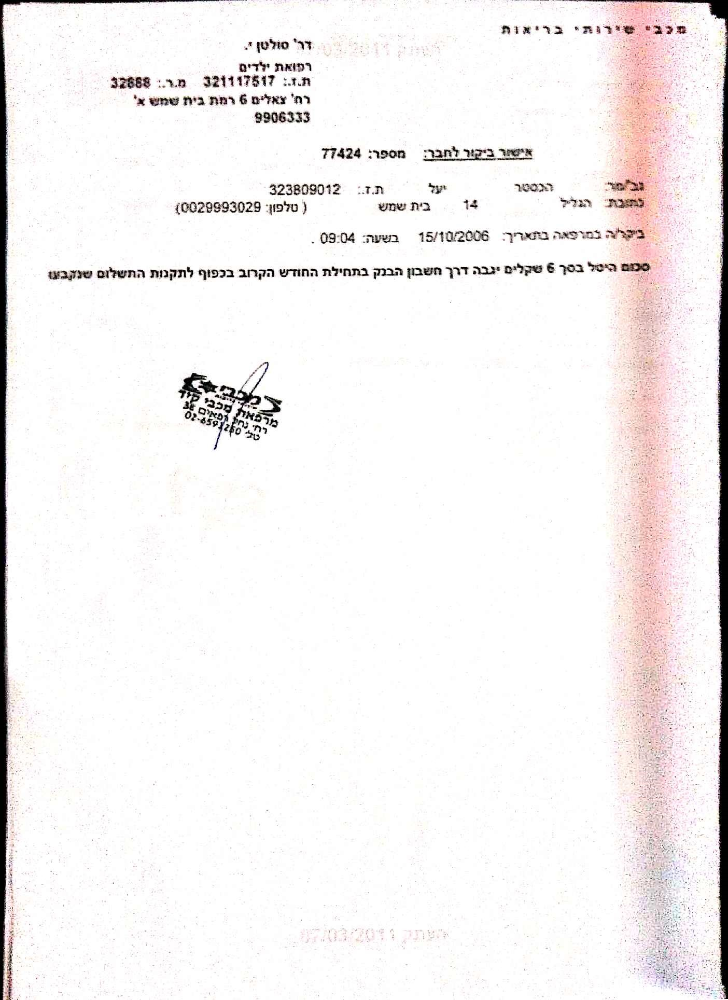 מכבי שירותי בריאות
דר' סולטן י.
רפואת ילדים
ת.ז.: 321117517 מ.ר.: 32668
רח' צאלים 6 רמת בית שמש א'
9906333
אישור ביקור לחבר: מספר: 77424
גב'/מר: הכסטר יעל ת.ז.: 323809012
כתובת: הגליל 14 בית שמש ( טלפון: 0029993029)
ביקר/ה במרפאה בתאריך: 15/10/2006 בשעה: 09:04 .
סכום היטל בסך 6 שקלים יגבה דרך חשבון הבנק בתחילת החודש הקרוב בכפוף לתקנות התשלום שנקבעו
מכבי
מרפאת מכבי קיד
רח' נחל רפאים 38
טל' 02-6591250
העתק 07/03/2011